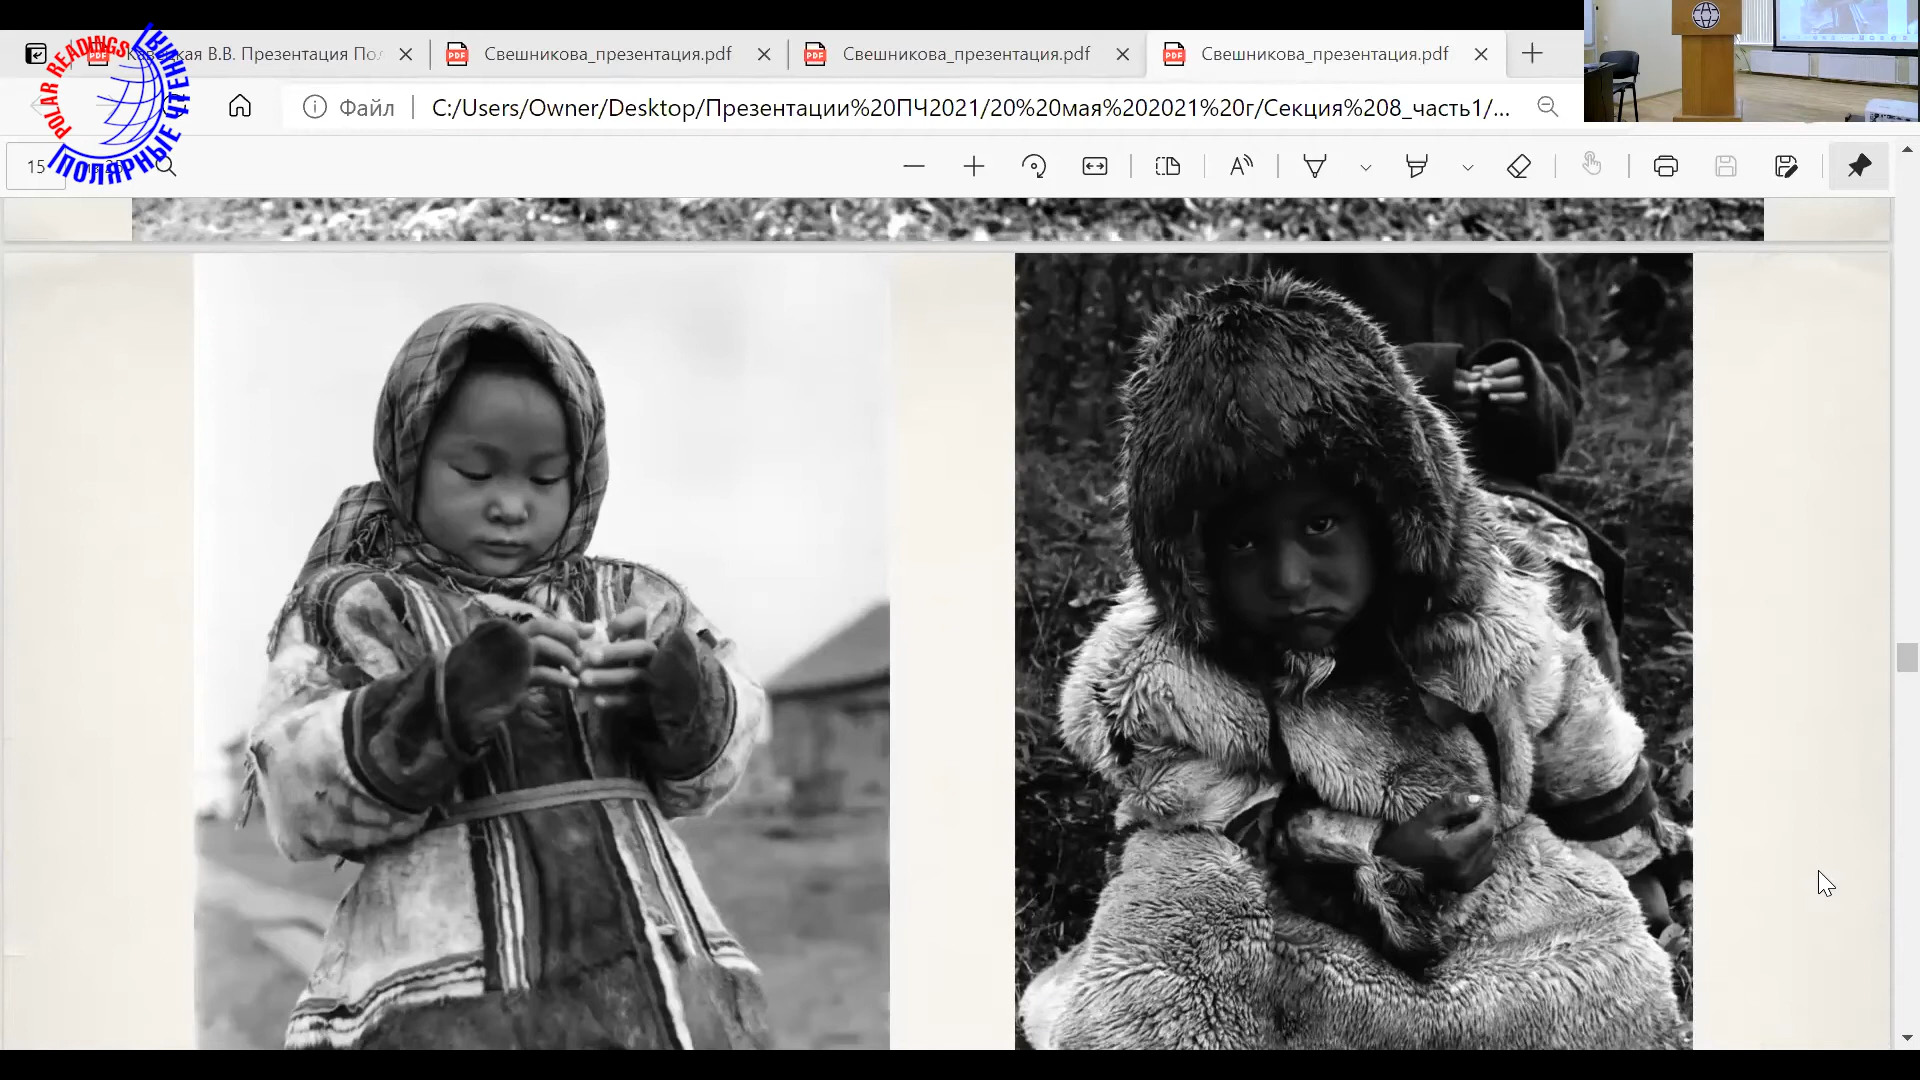 POLAR READINGS
ПОЛЯРНЫЕ ЧТЕНИЯ
В.В. Презентация
Свешникова_презентация.pdf
Свешникова_презентация.pdf
Свешникова_презентация.pdf
Файл
C:/Users/Owner/Desktop/Презентации%20ПЧ2021/20%20мая%202021%20г/Секция%208_часть1/...
15